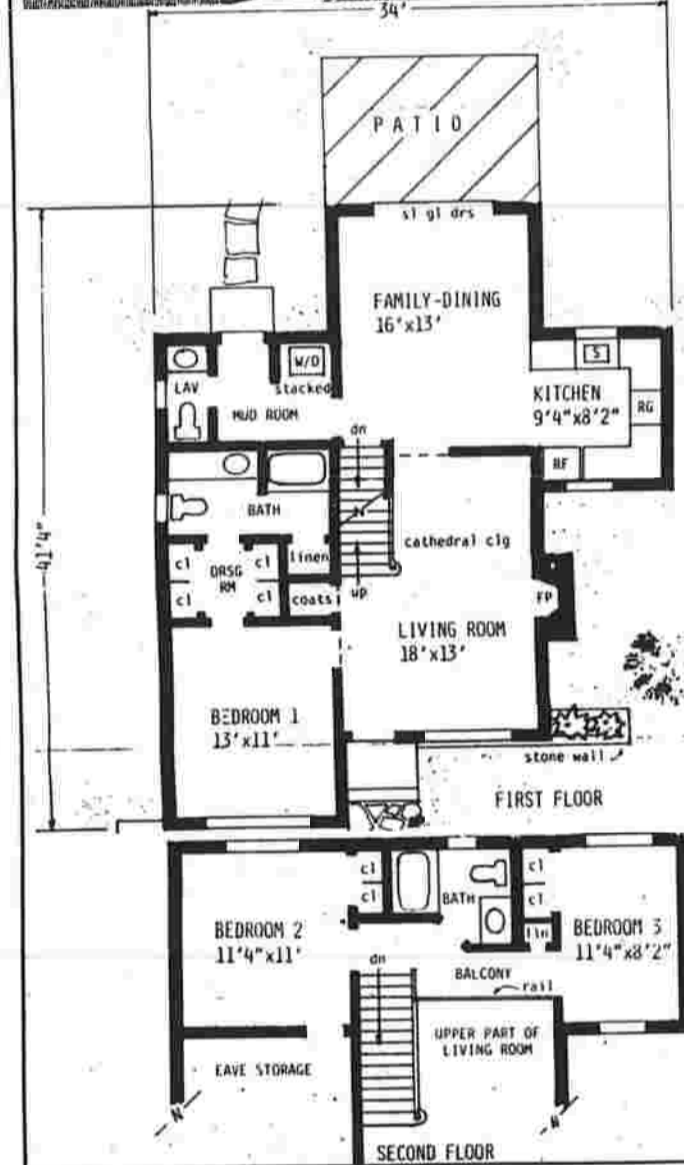 34'
PATIO
sl gl drs
FAMILY-DINING
16'x13'
W/D
stacked
LAV
MUD ROOM
S
KITCHEN
9'4"x8'2"
RG
RF
dn
BATH
41'4"
cathedral clg
linen
cl
cl
DRSG
RM
cl
cl
coats
up
FP
LIVING ROOM
18'x13'
BEDROOM 1
13'x11'
stone wall
FIRST FLOOR
cl
cl
BATH
cl
cl
lin
BEDROOM 2
11'4"x11'
BEDROOM 3
11'4"x8'2"
dn
BALCONY
rail
UPPER PART OF
LIVING ROOM
EAVE STORAGE
SECOND FLOOR